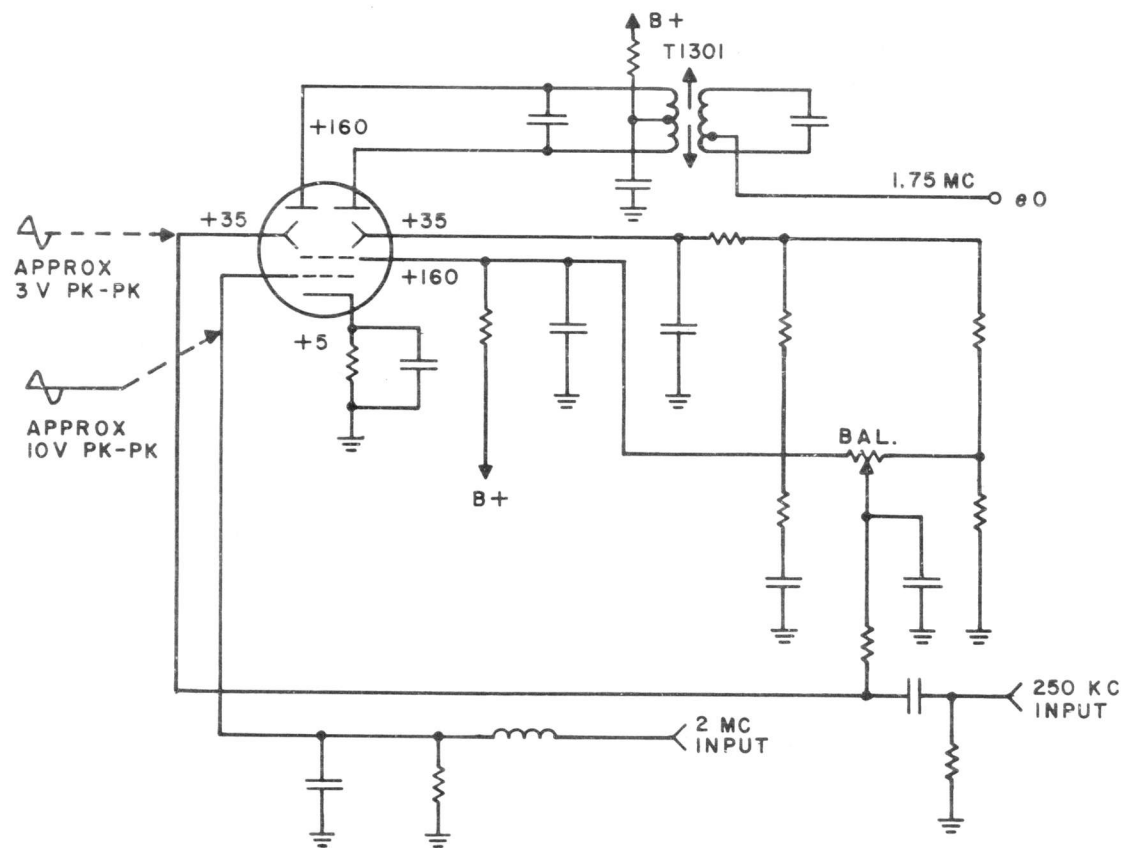 B+
T1301
+160
1.75 MC
eO
+35
+35
APPROX
3 V PK-PK
+160
+5
APPROX
10V PK-PK
BAL.
B+
250 KC
INPUT
2 MC
INPUT